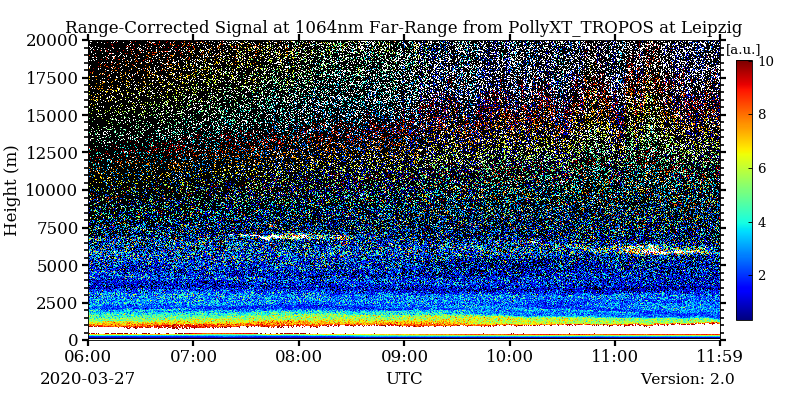 Range-Corrected Signal at 1064nm Far-Range from PollyXT_TROPOS at Leipzig
[a.u.]
20000
17500
15000
12500
10000
7500
5000
2500
0
Height (m)
10
8
6
4
2
06:00 07:00 08:00 09:00 10:00 11:00 11:59
2020-03-27 UTC Version: 2.0